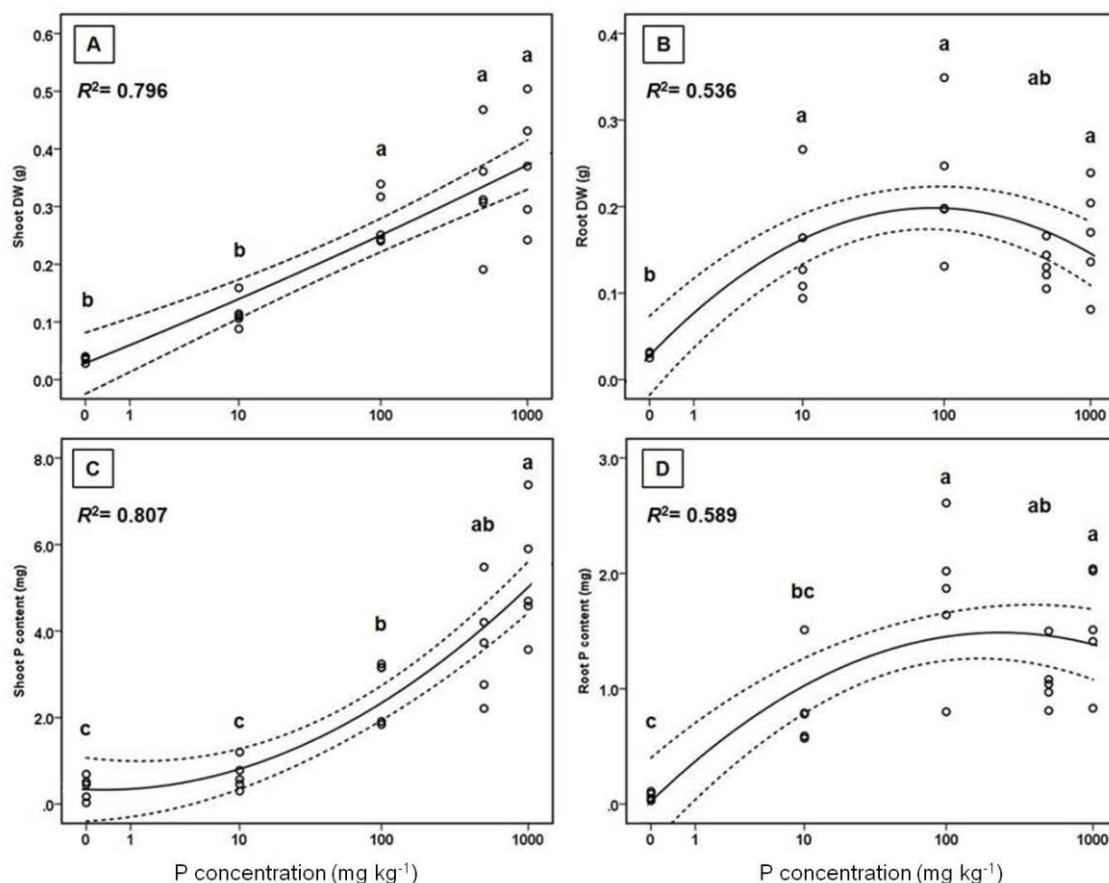 A
R²= 0.796
Shoot DW (g)
0.6
0.5
0.4
0.3
0.2
0.1
0.0
b
b
a
a
a
0 1 10 100 1000
B
R²= 0.536
Root DW (g)
0.4
0.3
0.2
0.1
0.0
b
a
a
ab
a
0 1 10 100 1000
C
R²= 0.807
Shoot P content (mg)
8.0
6.0
4.0
2.0
.0
c
c
b
ab
a
0 1 10 100 1000
P concentration (mg kg⁻¹)
D
R²= 0.589
Root P content (mg)
3.0
2.0
1.0
.0
c
bc
a
ab
a
0 1 10 100 1000
P concentration (mg kg⁻¹)